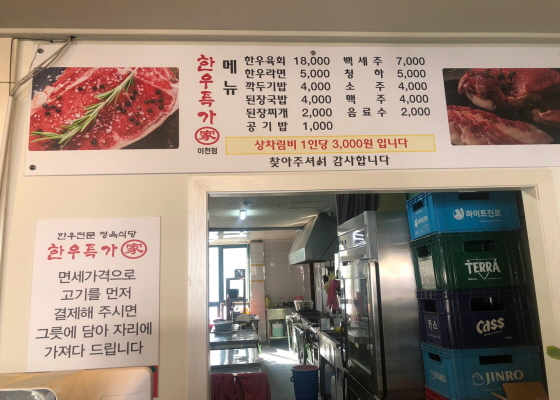 한우특가
家
이천점
메뉴
한우육회 18,000
한우라면 5,000
깍두기밥 4,000
된장국밥 4,000
된장찌개 2,000
공기밥 1,000
백세주 7,000
청하 5,000
소주 4,000
맥주 4,000
음료수 2,000
상차림비 1인당 3,000원 입니다
찾아주셔서 감사합니다
한우전문 정육식당
한우특가 家
면세가격으로
고기를 먼저
결제해 주시면
그릇에 담아 자리에
가져다 드립니다
하이트진로
TERRA
카스 Cass
JINRO